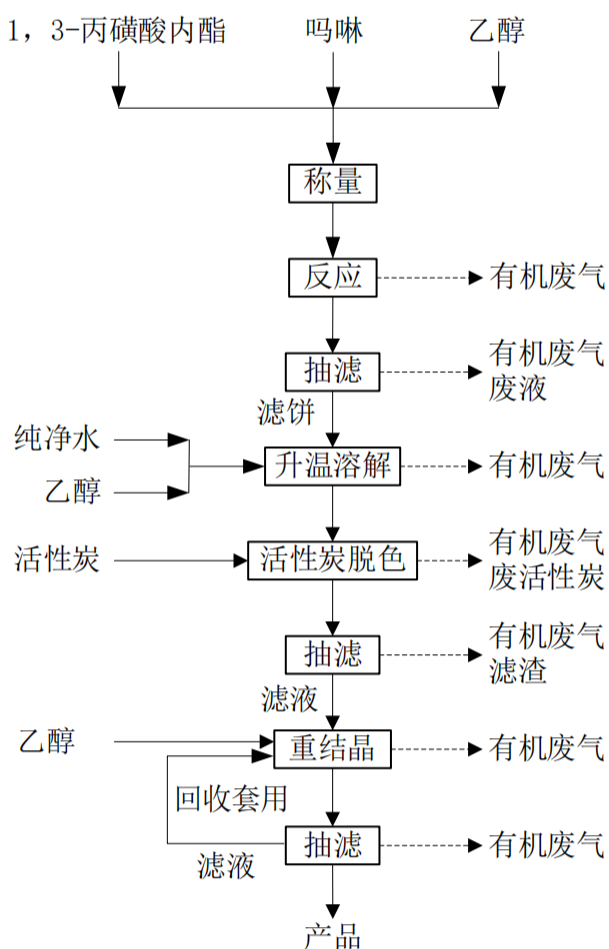 1，3-丙磺酸内酯
吗啉
乙醇
称量
反应
有机废气
抽滤
有机废气
废液
滤饼
纯净水
乙醇
升温溶解
有机废气
活性炭
活性炭脱色
有机废气
废活性炭
抽滤
有机废气
滤渣
滤液
乙醇
重结晶
有机废气
回收套用
抽滤
有机废气
滤液
产品